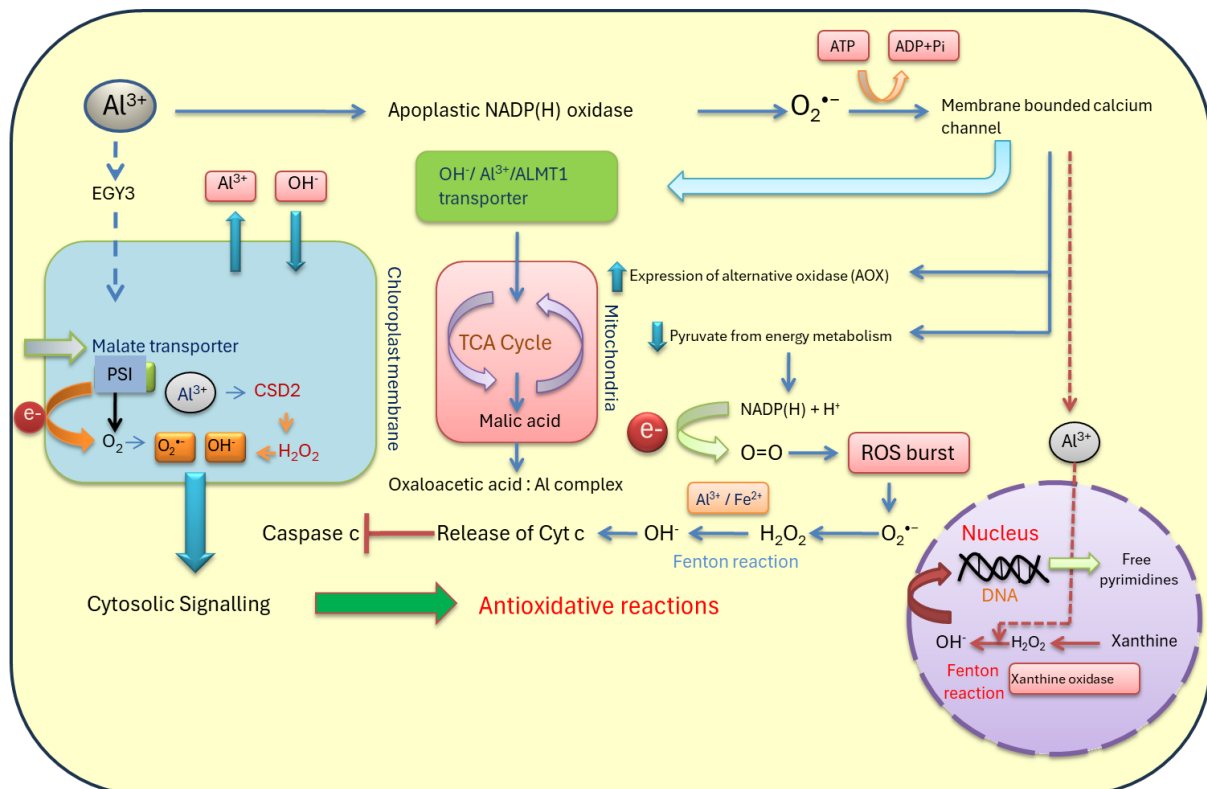 ATP
ADP+Pi
Al³⁺
Apoplastic NADP(H) oxidase
O₂•−
Membrane bounded calcium
channel
EGY3
Al³⁺
OH⁻
OH⁻/ Al³⁺/ALMT1
transporter
Chloroplast membrane
Malate transporter
PSI
e-
O₂
O₂•−
OH⁻
Al³⁺
CSD2
H₂O₂
TCA Cycle
Malic acid
Mitochondria
Oxaloacetic acid : Al complex
Expression of alternative oxidase (AOX)
Pyruvate from energy metabolism
NADP(H) + H⁺
e-
O=O
ROS burst
Al³⁺ / Fe²⁺
Caspase c
Release of Cyt c
OH⁻
H₂O₂
O₂•−
Fenton reaction
Cytosolic Signalling
Antioxidative reactions
Al³⁺
Nucleus
DNA
Free
pyrimidines
OH⁻
H₂O₂
Xanthine
Fenton
reaction
Xanthine oxidase